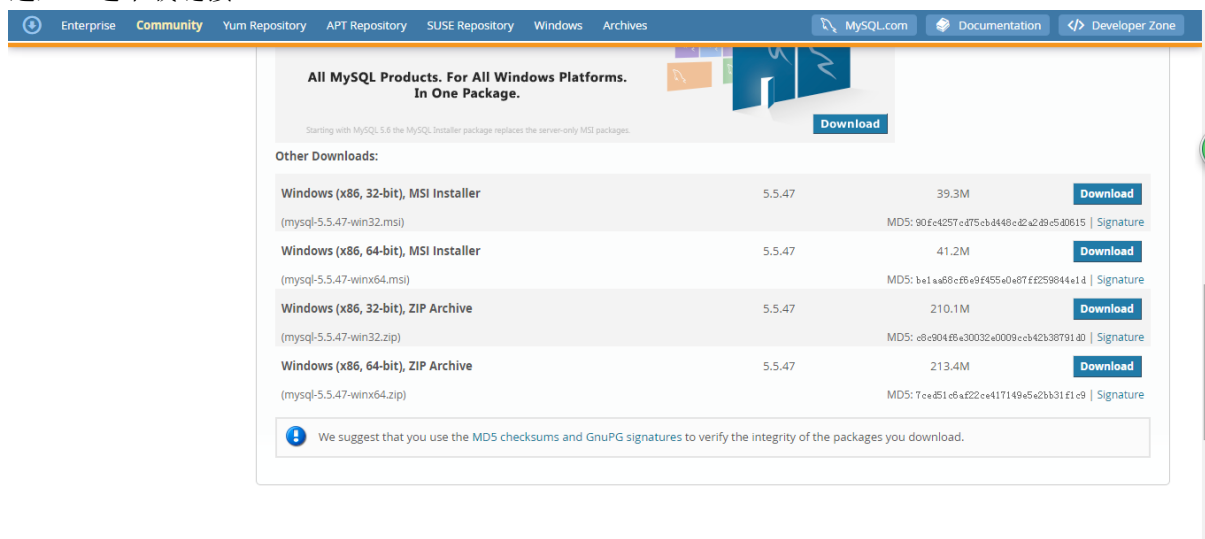 Enterprise Community Yum Repository APT Repository SUSE Repository Windows Archives MySQL.com Documentation </> Developer Zone
All MySQL Products. For All Windows Platforms.
In One Package.
Download
Starting with MySQL 5.6 the MySQL Installer package replaces the server-only MSI packages.
Other Downloads:
Windows (x86, 32-bit), MSI Installer 5.5.47 39.3M Download
(mysql-5.5.47-win32.msi) MD5: 90fc4257cd75cbd448cd2a2d9c5d0615 | Signature
Windows (x86, 64-bit), MSI Installer 5.5.47 41.2M Download
(mysql-5.5.47-winx64.msi) MD5: be1aa68cf6e9f455e0e87ff259844e1d | Signature
Windows (x86, 32-bit), ZIP Archive 5.5.47 210.1M Download
(mysql-5.5.47-win32.zip) MD5: c8c904f6e30032e0009ccb42b38791d0 | Signature
Windows (x86, 64-bit), ZIP Archive 5.5.47 213.4M Download
(mysql-5.5.47-winx64.zip) MD5: 7ced51c6af22ce417149e5e2bb31f1c9 | Signature
We suggest that you use the MD5 checksums and GnuPG signatures to verify the integrity of the packages you download.